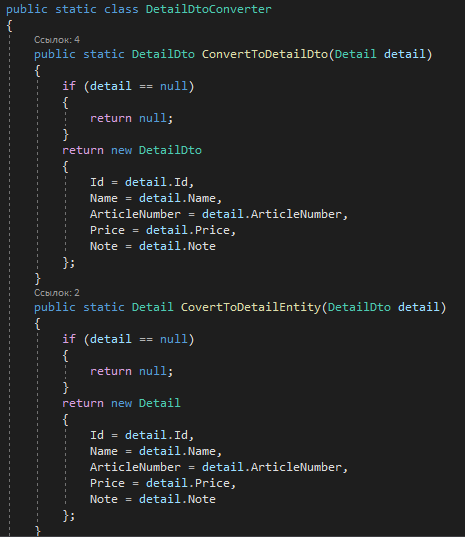 public static class DetailDtoConverter
{
Ссылок: 4
public static DetailDto ConvertToDetailDto(Detail detail)
{
if (detail == null)
{
return null;
}
return new DetailDto
{
Id = detail.Id,
Name = detail.Name,
ArticleNumber = detail.ArticleNumber,
Price = detail.Price,
Note = detail.Note
};
}
Ссылок: 2
public static Detail CovertToDetailEntity(DetailDto detail)
{
if (detail == null)
{
return null;
}
return new Detail
{
Id = detail.Id,
Name = detail.Name,
ArticleNumber = detail.ArticleNumber,
Price = detail.Price,
Note = detail.Note
};
}